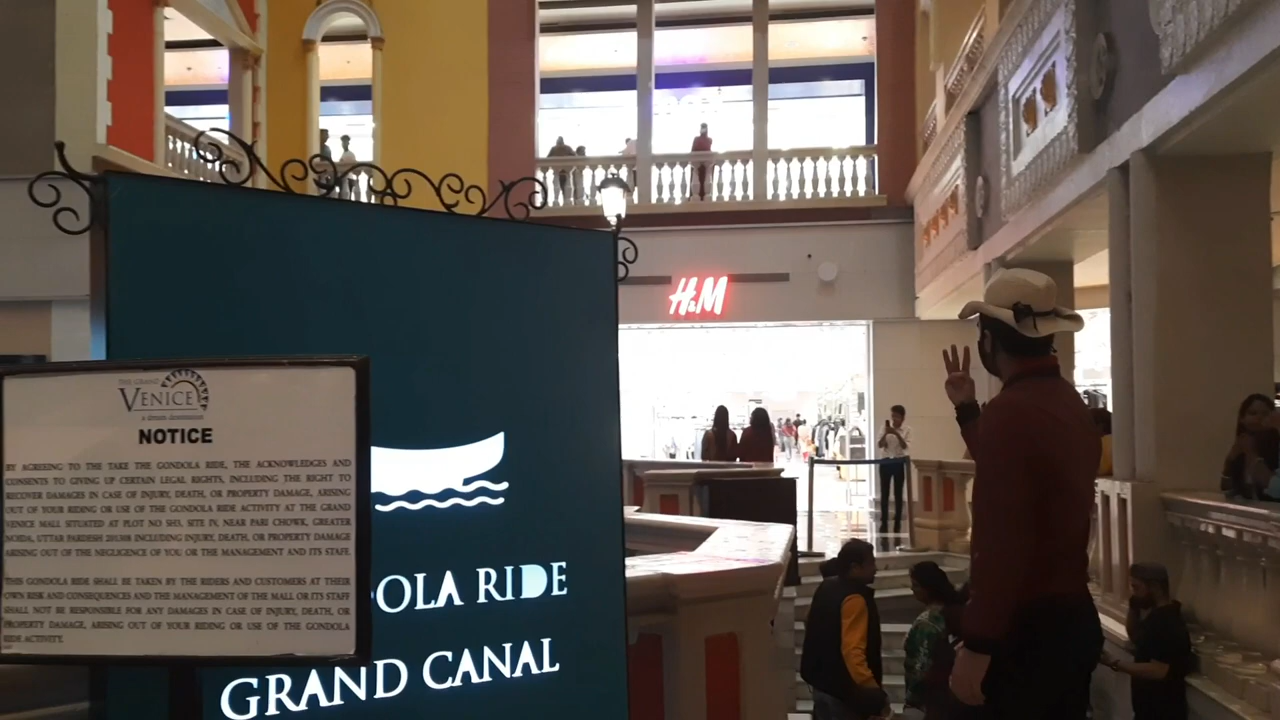 THE GRAND
VENICE
a dream destination
NOTICE
BY AGREEING TO THE TAKE THE GONDOLA RIDE, THE ACKNOWLEDGES AND
CONSENTS TO GIVING UP CERTAIN LEGAL RIGHTS, INCLUDING THE RIGHT TO
RECOVER DAMAGES IN CASE OF INJURY, DEATH, OR PROPERTY DAMAGE, ARISING
OUT OF YOUR RIDING OR USE OF THE GONDOLA RIDE ACTIVITY AT THE GRAND
VENICE MALL SITUATED AT PLOT NO SH3, SITE IV, NEAR PARI CHOWK, GREATER
NOIDA, UTTAR PARDESH 201308 INCLUDING INJURY, DEATH, OR PROPERTY DAMAGE
ARISING OUT OF THE NEGLIGENCE OF YOU OR THE MANAGEMENT AND ITS STAFF.
THIS GONDOLA RIDE SHALL BE TAKEN BY THE RIDERS AND CUSTOMERS AT THEIR
OWN RISK AND CONSEQUENCES AND THE MANAGEMENT OF THE MALL OR ITS STAFF
SHALL NOT BE RESPONSIBLE FOR ANY DAMAGES IN CASE OF INJURY, DEATH, OR
PROPERTY DAMAGE, ARISING OUT OF YOUR RIDING OR USE OF THE GONDOLA
RIDE ACTIVITY.
OLA RIDE
GRAND CANAL
H&M